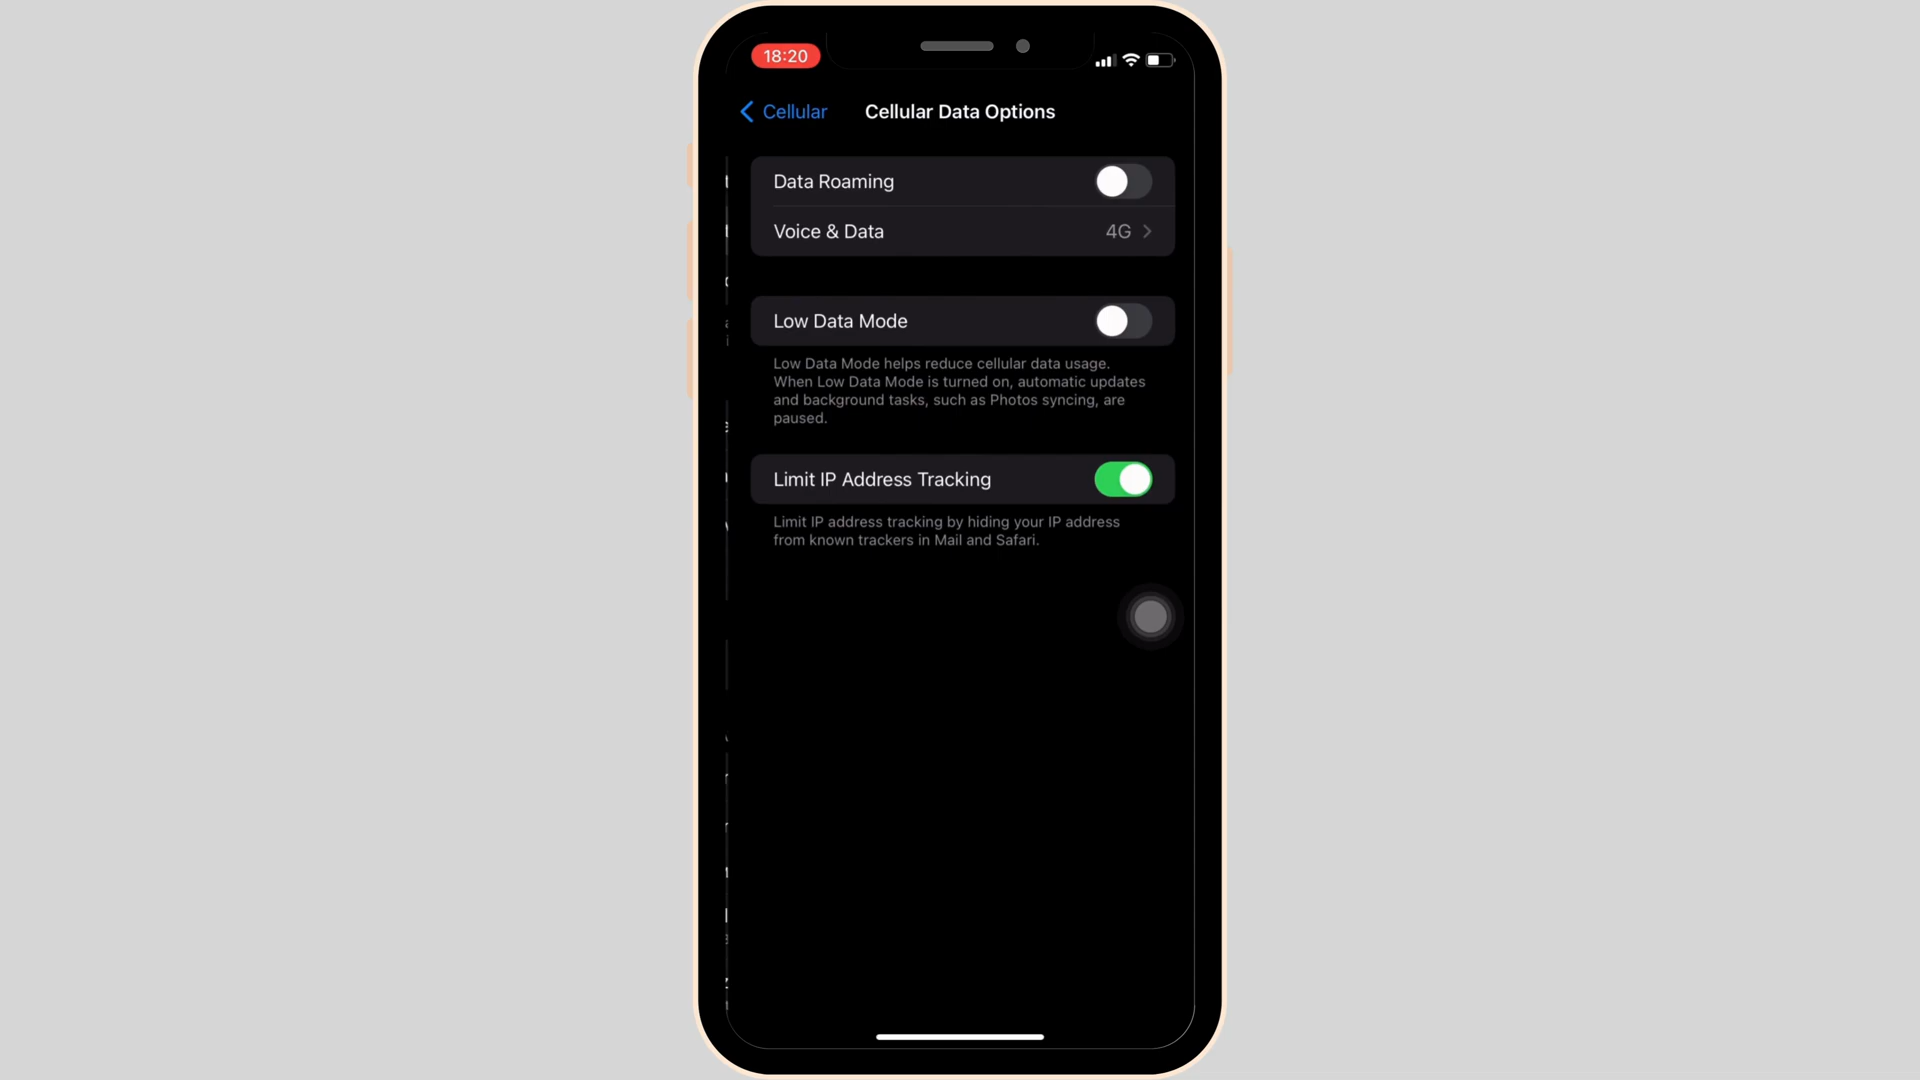 18:20
Cellular
Cellular Data Options
Data Roaming
Voice & Data
4G
Low Data Mode
Low Data Mode helps reduce cellular data usage.
When Low Data Mode is turned on, automatic updates
and background tasks, such as Photos syncing, are
paused.
Limit IP Address Tracking
Limit IP address tracking by hiding your IP address
from known trackers in Mail and Safari.